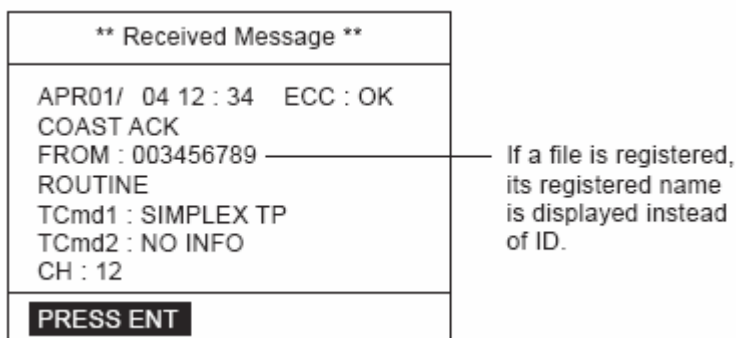 ** Received Message **
APR01/ 04 12 : 34 ECC : OK
COAST ACK
FROM : 003456789
ROUTINE
TCmd1 : SIMPLEX TP
TCmd2 : NO INFO
CH : 12
PRESS ENT
If a file is registered,
its registered name
is displayed instead
of ID.